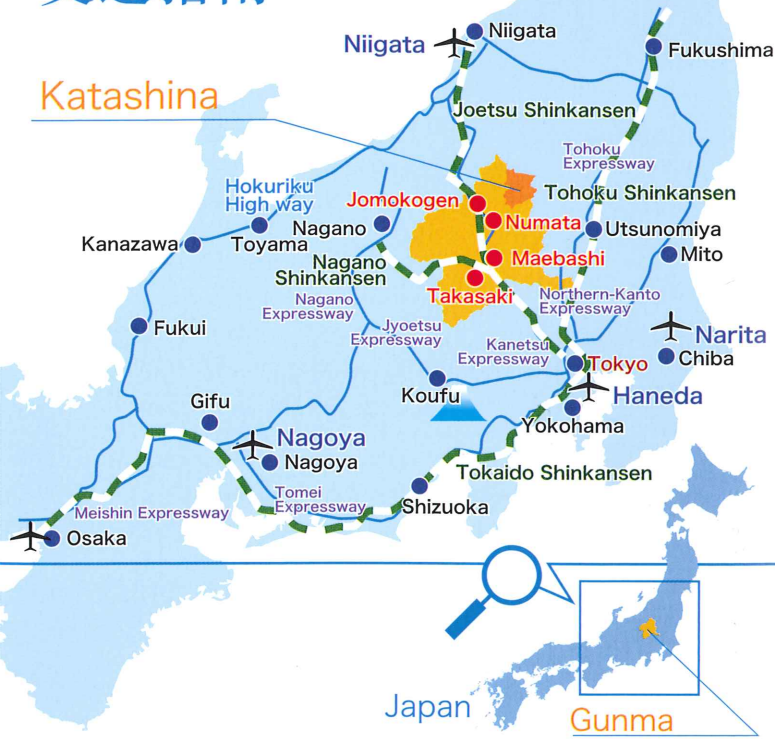 Niigata
Niigata
Fukushima
Katashina
Joetsu Shinkansen
Tohoku
Expressway
Hokuriku
High way
Jomokogen
Tohoku Shinkansen
Nagano
Numata
Utsunomiya
Kanazawa
Toyama
Maebashi
Mito
Nagano
Shinkansen
Takasaki
Nagano
Expressway
Northern-Kanto
Expressway
Fukui
Jyoetsu
Expressway
Narita
Kanetsu
Expressway
Chiba
Tokyo
Koufu
Haneda
Gifu
Yokohama
Nagoya
Nagoya
Tokaido Shinkansen
Tomei
Expressway
Shizuoka
Meishin Expressway
Osaka
Japan
Gunma